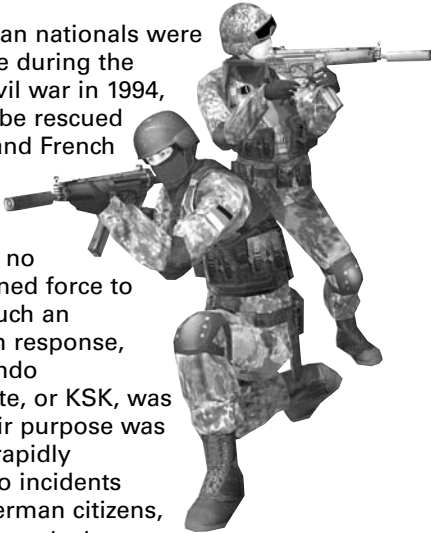 an nationals were
e during the
vil war in 1994,
be rescued
and French
no
ned force to
uch an
n response,
ndo
te, or KSK, was
ir purpose was
rapidly
o incidents
erman citizens,